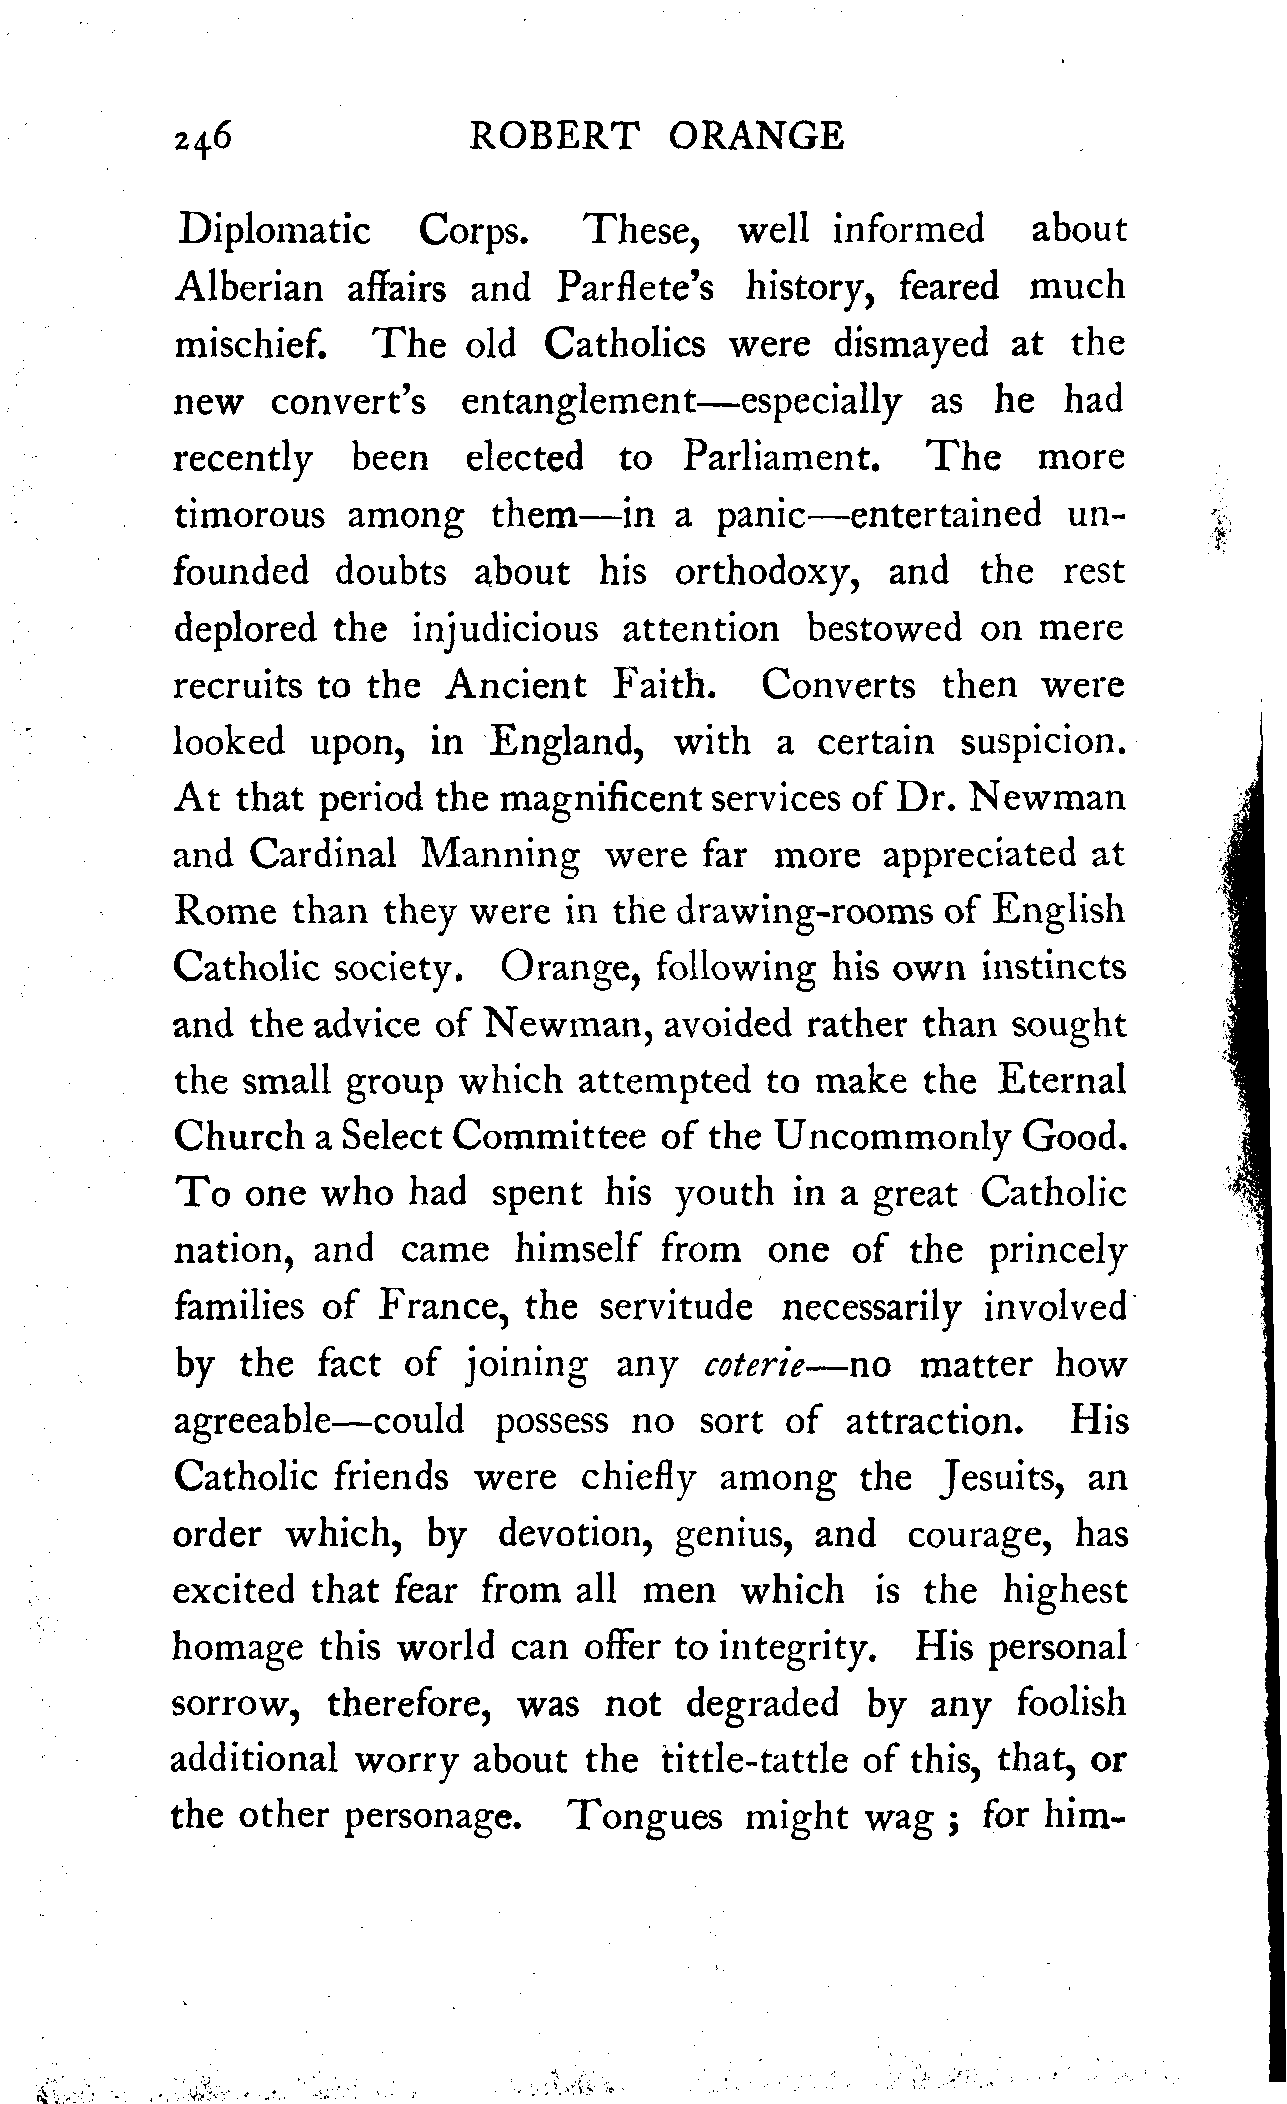 246 ROBERT ORANGE
Diplomatic Corps. These, well informed about
Alberian affairs and Parflete's history, feared much
mischief. The old Catholics were dismayed at the
new convert's entanglement—especially as he had
recently been elected to Parliament. The more
timorous among them—in a panic—entertained un-
founded doubts about his orthodoxy, and the rest
deplored the injudicious attention bestowed on mere
recruits to the Ancient Faith. Converts then were
looked upon, in England, with a certain suspicion.
At that period the magnificent services of Dr. Newman
and Cardinal Manning were far more appreciated at
Rome than they were in the drawing-rooms of English
Catholic society. Orange, following his own instincts
and the advice of Newman, avoided rather than sought
the small group which attempted to make the Eternal
Church a Select Committee of the Uncommonly Good.
To one who had spent his youth in a great Catholic
nation, and came himself from one of the princely
families of France, the servitude necessarily involved
by the fact of joining any coterie—no matter how
agreeable—could possess no sort of attraction. His
Catholic friends were chiefly among the Jesuits, an
order which, by devotion, genius, and courage, has
excited that fear from all men which is the highest
homage this world can offer to integrity. His personal
sorrow, therefore, was not degraded by any foolish
additional worry about the tittle-tattle of this, that, or
the other personage. Tongues might wag ; for him-